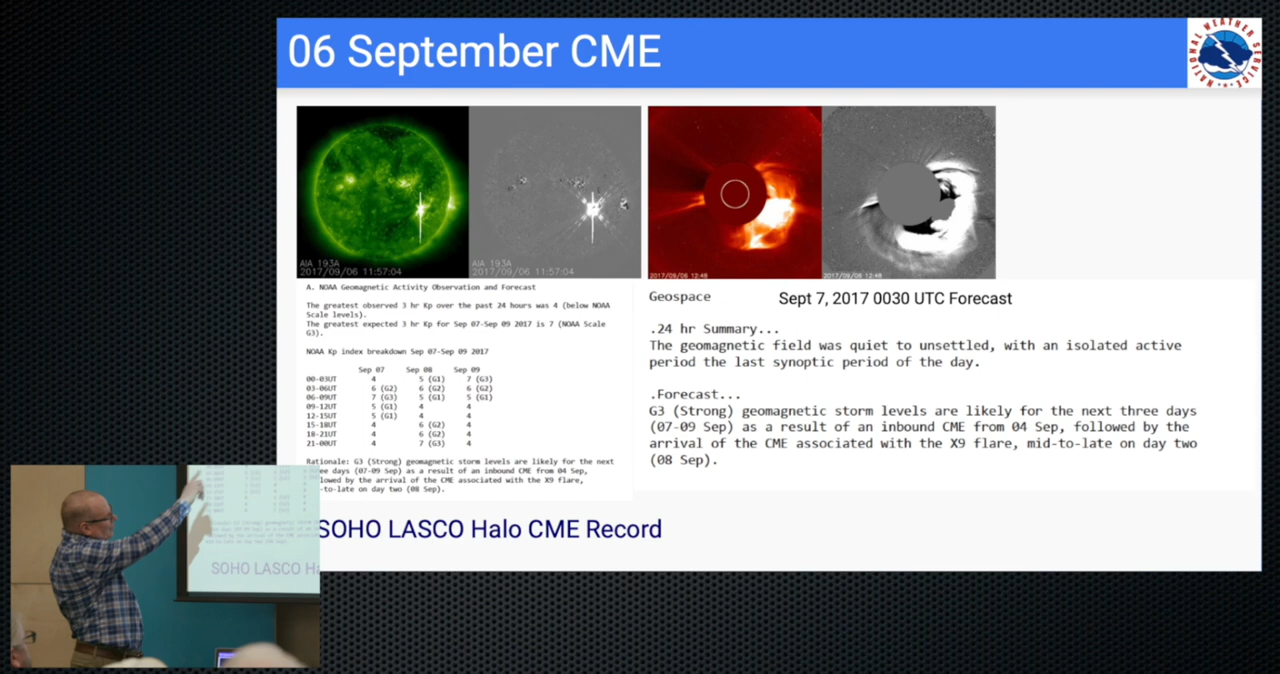 06 September CME
NATIONAL WEATHER SERVICE
AIA 193A
2017/09/06 11:57:04
AIA 193A
2017/09/06 11:57:04
2017/09/06 12:48
2017/09/06 12:48
A. NOAA Geomagnetic Activity Observation and Forecast
The greatest observed 3 hr Kp over the past 24 hours was 4 (below NOAA
Scale levels).
The greatest expected 3 hr Kp for Sep 07-Sep 09 2017 is 7 (NOAA Scale
G3).
NOAA Kp index breakdown Sep 07-Sep 09 2017
Sep 07 Sep 08 Sep 09
00-03UT 4 5 (G1) 7 (G3)
03-06UT 6 (G2) 6 (G2) 6 (G2)
06-09UT 7 (G3) 5 (G1) 5 (G1)
09-12UT 5 (G1) 4 4
12-15UT 5 (G1) 4 4
15-18UT 4 6 (G2) 4
18-21UT 4 6 (G2) 4
21-00UT 4 7 (G3) 4
Rationale: G3 (Strong) geomagnetic storm levels are likely for the next
three days (07-09 Sep) as a result of an inbound CME from 04 Sep,
llowed by the arrival of the CME associated with the X9 flare,
-to-late on day two (08 Sep).
Geospace Sept 7, 2017 0030 UTC Forecast
.24 hr Summary...
The geomagnetic field was quiet to unsettled, with an isolated active
period the last synoptic period of the day.
.Forecast...
G3 (Strong) geomagnetic storm levels are likely for the next three days
(07-09 Sep) as a result of an inbound CME from 04 Sep, followed by the
arrival of the CME associated with the X9 flare, mid-to-late on day two
(08 Sep).
SOHO LASCO Halo CME Record
SOHO LASCO Ha